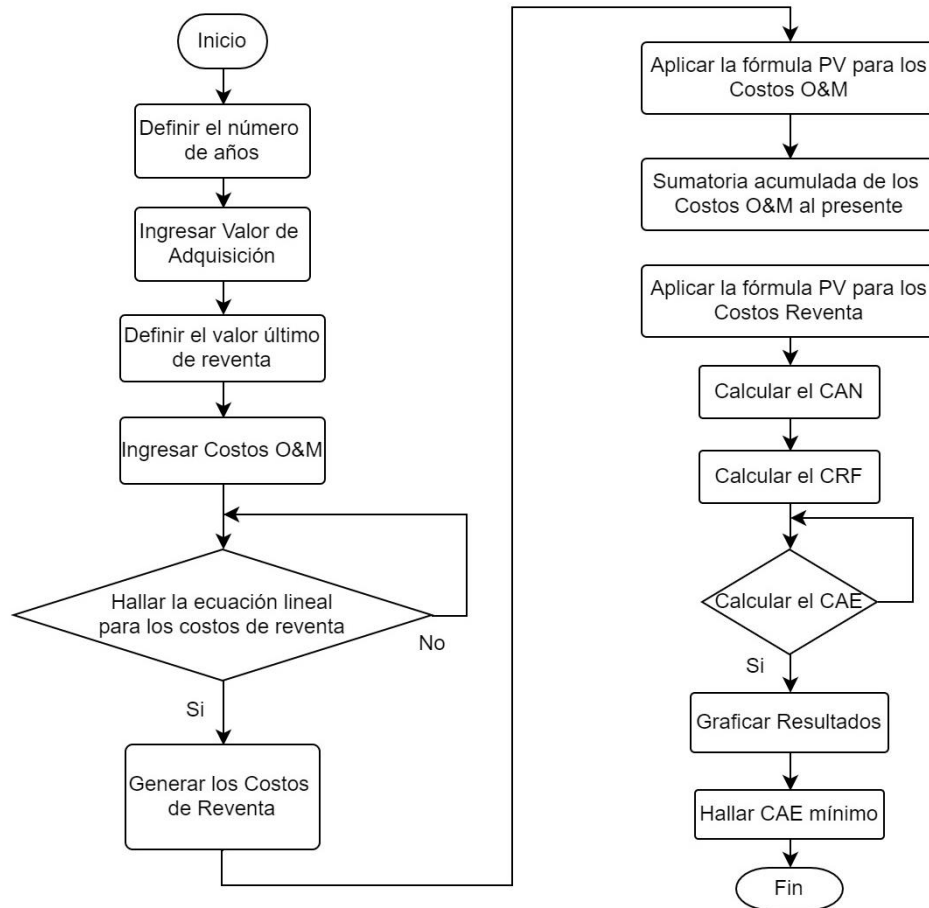 Inicio
Definir el número
de años
Ingresar Valor de
Adquisición
Definir el valor último
de reventa
Ingresar Costos O&M
Hallar la ecuación lineal
para los costos de reventa
No
Si
Generar los Costos
de Reventa
Aplicar la fórmula PV para los
Costos O&M
Sumatoria acumulada de los
Costos O&M al presente
Aplicar la fórmula PV para los
Costos Reventa
Calcular el CAN
Calcular el CRF
Calcular el CAE
Si
Graficar Resultados
Hallar CAE mínimo
Fin